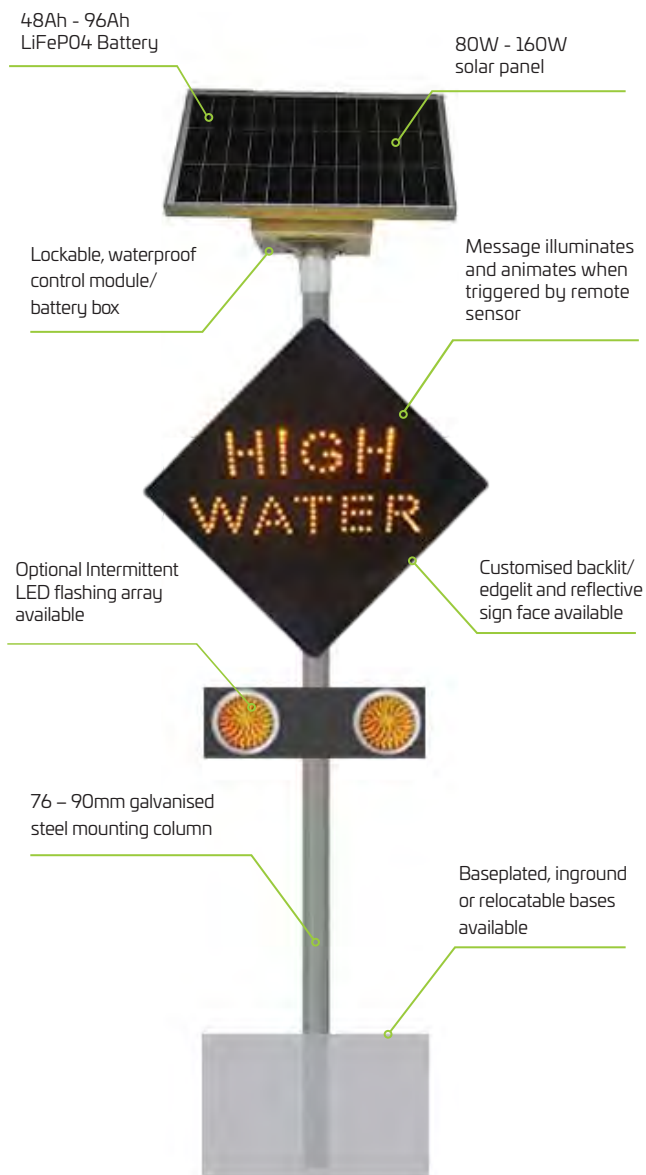 48Ah - 96Ah
LiFePO4 Battery
80W - 160W
solar panel
Lockable, waterproof
control module/
battery box
Message illuminates
and animates when
triggered by remote
sensor
HIGH
WATER
Optional Intermittent
LED flashing array
available
Customised backlit/
edgelit and reflective
sign face available
76 – 90mm galvanised
steel mounting column
Baseplated, inground
or relocatable bases
available